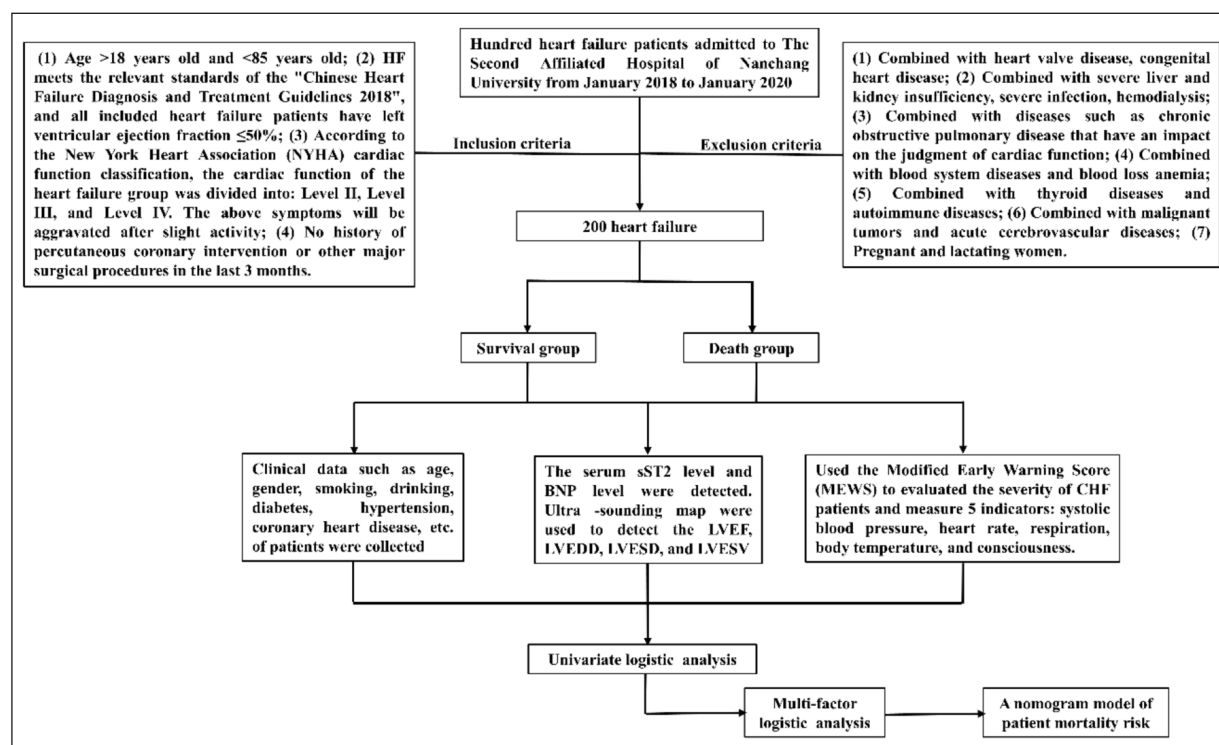 Hundred heart failure patients admitted to The
Second Affiliated Hospital of Nanchang
University from January 2018 to January 2020
(1) Age >18 years old and <85 years old; (2) HF
meets the relevant standards of the "Chinese Heart
Failure Diagnosis and Treatment Guidelines 2018",
and all included heart failure patients have left
ventricular ejection fraction ≤50%; (3) According to
the New York Heart Association (NYHA) cardiac
function classification, the cardiac function of the
heart failure group was divided into: Level II, Level
III, and Level IV. The above symptoms will be
aggravated after slight activity; (4) No history of
percutaneous coronary intervention or other major
surgical procedures in the last 3 months.
Inclusion criteria
Exclusion criteria
(1) Combined with heart valve disease, congenital
heart disease; (2) Combined with severe liver and
kidney insufficiency, severe infection, hemodialysis;
(3) Combined with diseases such as chronic
obstructive pulmonary disease that have an impact
on the judgment of cardiac function; (4) Combined
with blood system diseases and blood loss anemia;
(5) Combined with thyroid diseases and
autoimmune diseases; (6) Combined with malignant
tumors and acute cerebrovascular diseases; (7)
Pregnant and lactating women.
200 heart failure
Survival group
Death group
Clinical data such as age,
gender, smoking, drinking,
diabetes, hypertension,
coronary heart disease, etc.
of patients were collected
The serum sST2 level and
BNP level were detected.
Ultra -sounding map were
used to detect the LVEF,
LVEDD, LVESD, and LVESV
Used the Modified Early Warning Score
(MEWS) to evaluated the severity of CHF
patients and measure 5 indicators: systolic
blood pressure, heart rate, respiration,
body temperature, and consciousness.
Univariate logistic analysis
Multi-factor
logistic analysis
A nomogram model of
patient mortality risk